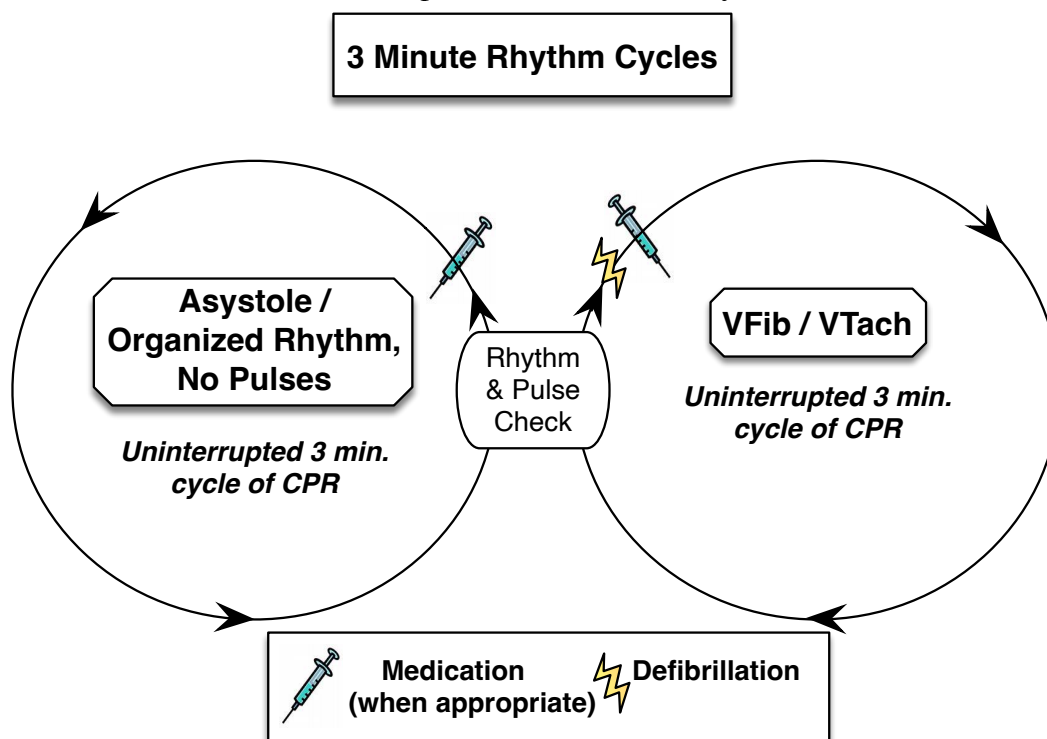 3 Minute Rhythm Cycles
Asystole /
Organized Rhythm,
No Pulses
Uninterrupted 3 min.
cycle of CPR
Rhythm
& Pulse
Check
VFib / VTach
Uninterrupted 3 min.
cycle of CPR
Medication
(when appropriate)
Defibrillation